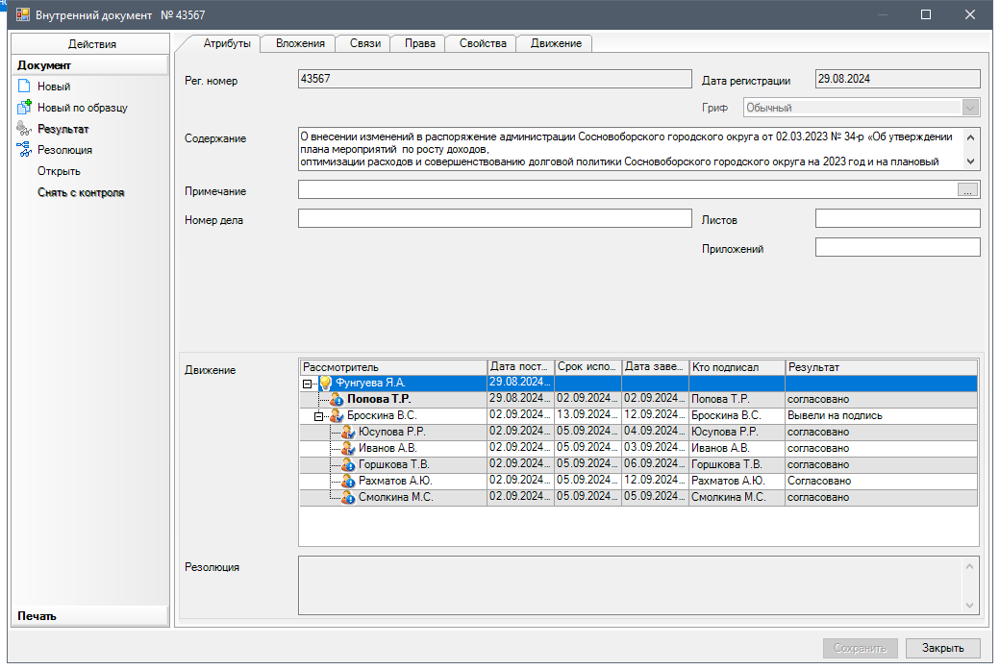 Внутренний документ № 43567
Действия
Документ
Новый
Новый по образцу
Результат
Резолюция
Открыть
Снять с контроля
Печать
Атрибуты Вложения Связи Права Свойства Движение
Рег. номер 43567 Дата регистрации 29.08.2024
Гриф Обычный
Содержание
О внесении изменений в распоряжение администрации Сосновоборского городского округа от 02.03.2023 № 34-р «Об утверждении
плана мероприятий по росту доходов,
оптимизации расходов и совершенствованию долговой политики Сосновоборского городского округа на 2023 год и на плановый
Примечание ...
Номер дела Листов
Приложений
Движение
Рассмотритель Дата пост... Срок испо... Дата заве... Кто подписал Результат
Фунгуева Я.А. 29.08.2024...
Попова Т.Р. 29.08.2024... 02.09.2024... 02.09.2024... Попова Т.Р. согласовано
Броскина В.С. 02.09.2024... 13.09.2024... 12.09.2024... Броскина В.С. Вывели на подпись
Юсупова Р.Р. 02.09.2024... 05.09.2024... 04.09.2024... Юсупова Р.Р. согласовано
Иванов А.В. 02.09.2024... 05.09.2024... 03.09.2024... Иванов А.В. согласовано
Горшкова Т.В. 02.09.2024... 05.09.2024... 06.09.2024... Горшкова Т.В. согласовано
Рахматов А.Ю. 02.09.2024... 05.09.2024... 12.09.2024... Рахматов А.Ю. Согласовано
Смолкина М.С. 02.09.2024... 05.09.2024... 05.09.2024... Смолкина М.С. согласовано
Резолюция
Сохранить Закрыть